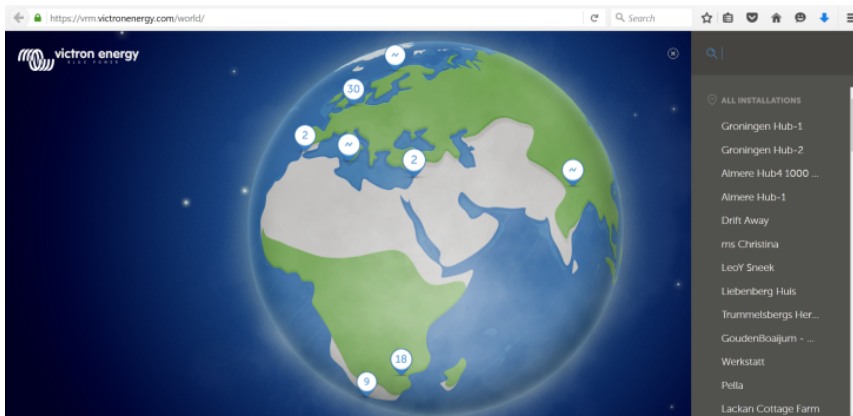 https://vrm.victronenergy.com/world/
Search
victron energy
BLUE POWER
30
2
2
18
9
ALL INSTALLATIONS
Groningen Hub-1
Groningen Hub-2
Almere Hub4 1000 ...
Almere Hub-1
Drift Away
ms Christina
LeoY Sneek
Liebenberg Huis
Trummelsbergs Her...
GoudenBoaijum - ...
Werkstatt
Pella
Lackan Cottage Farm